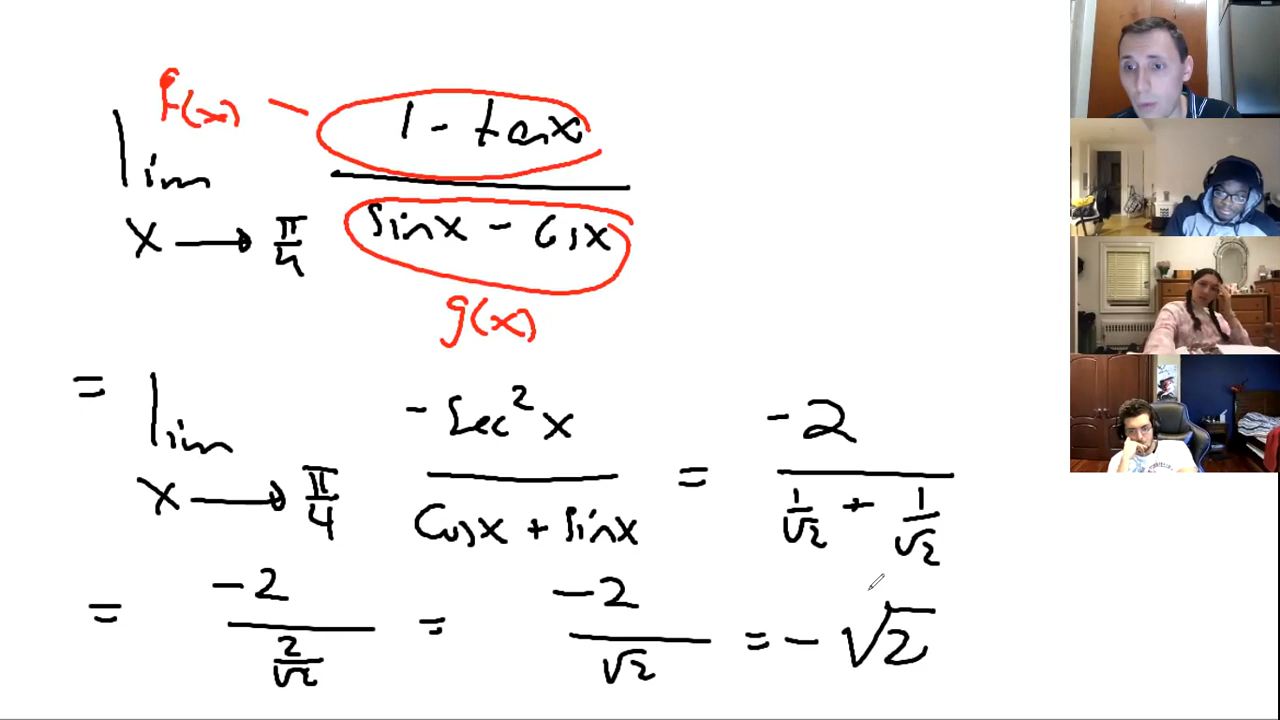 f(x) —
lim x → π/4 (1 - tan x)/(sin x - cos x)
g(x)
= lim x → π/4 (-sec² x)/(cos x + sin x) = -2/(1/√2 + 1/√2)
= -2/(2/√2) = -2/√2 = -√2